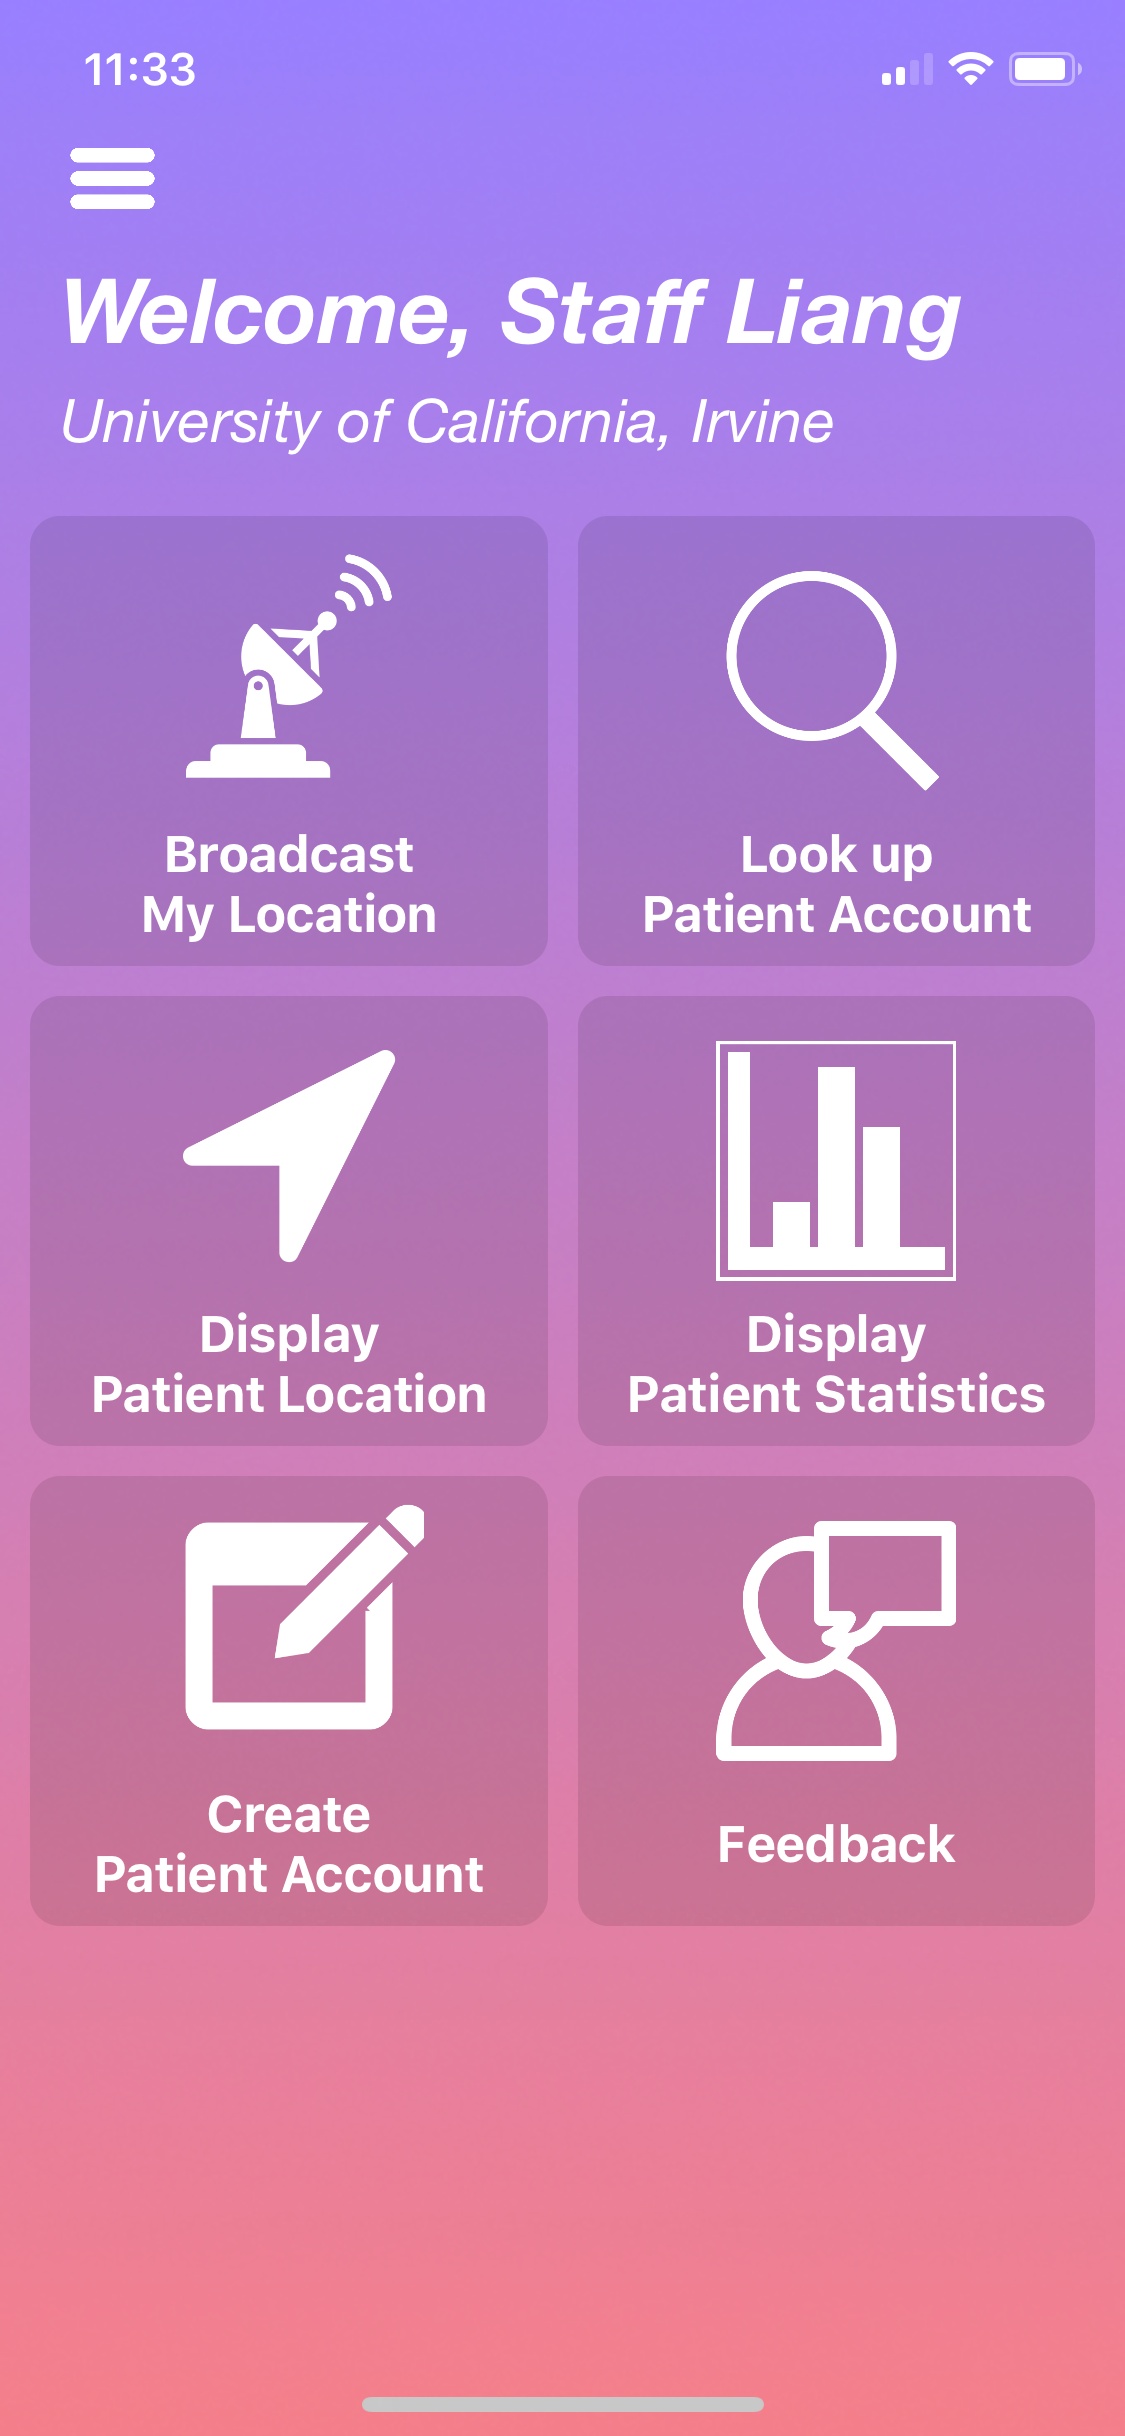 11:33
Welcome, Staff Liang
University of California, Irvine
Broadcast
My Location
Look up
Patient Account
Display
Patient Location
Display
Patient Statistics
Create
Patient Account
Feedback